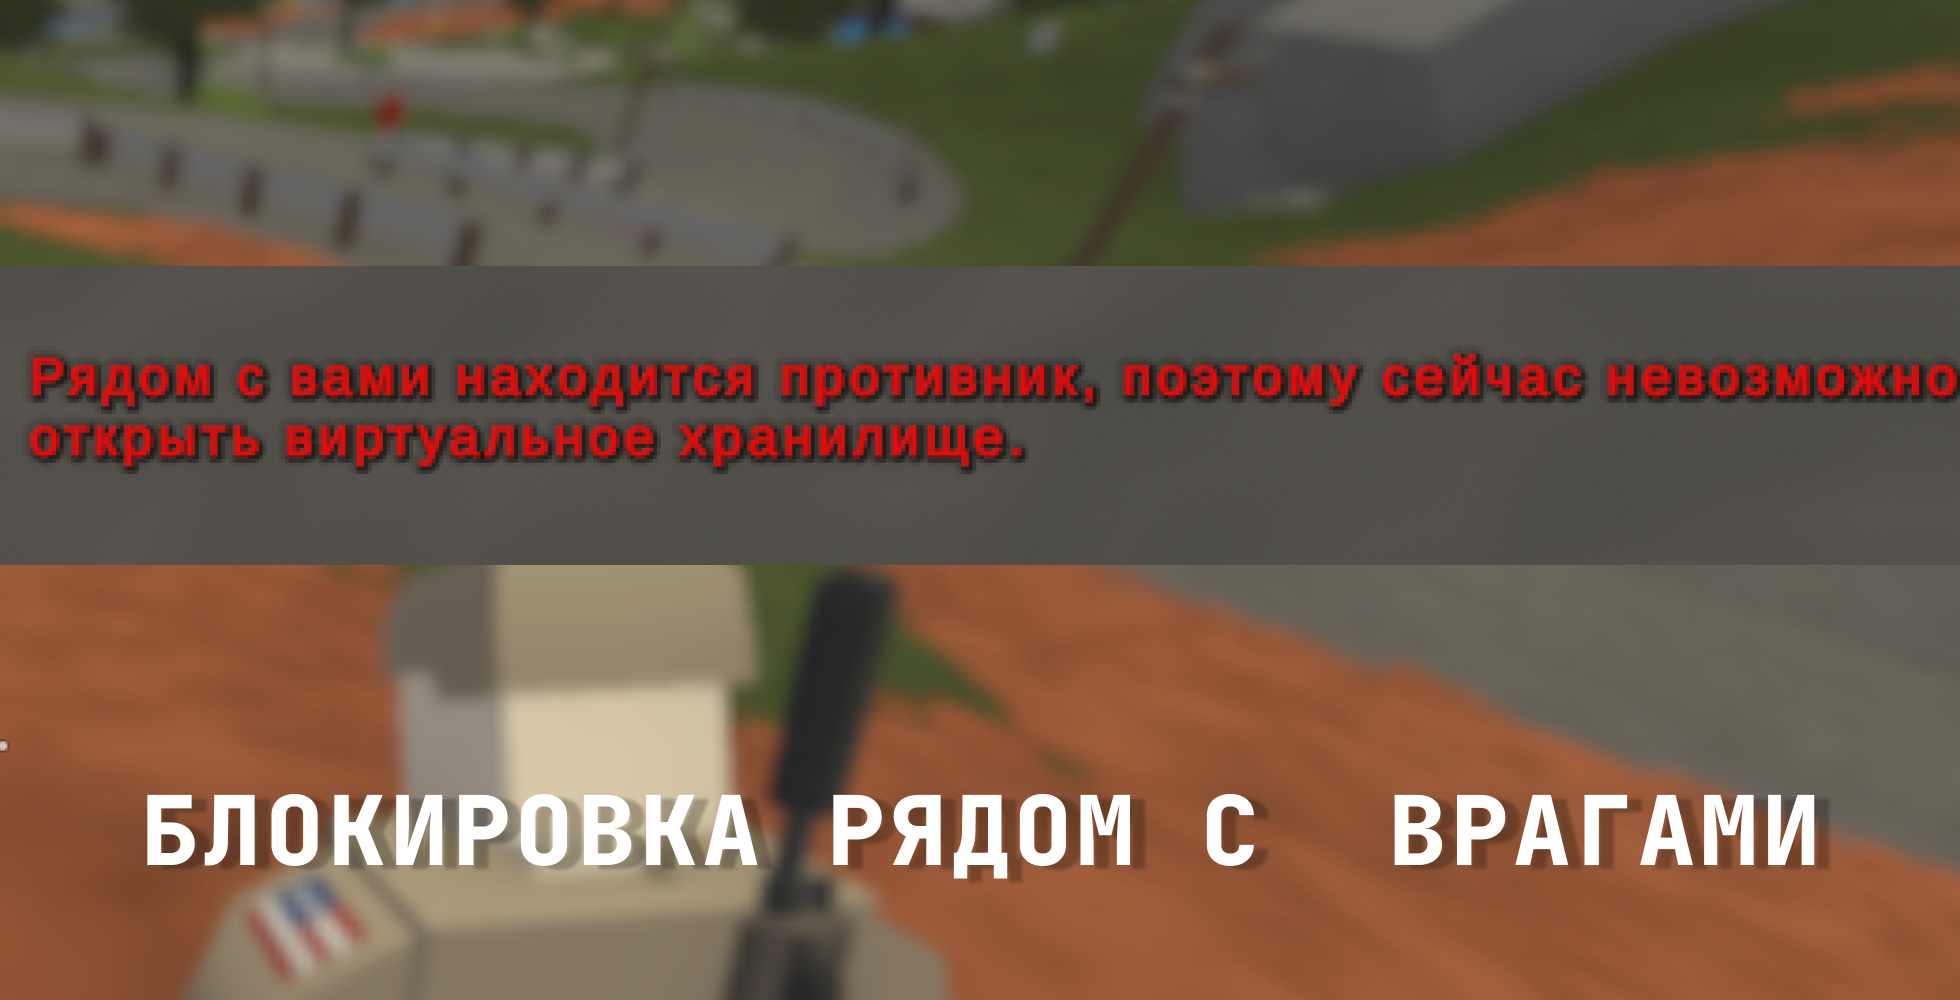 Рядом с вами находится противник, поэтому сейчас невозможно
открыть виртуальное хранилище.
БЛОКИРОВКА РЯДОМ С ВРАГАМИ